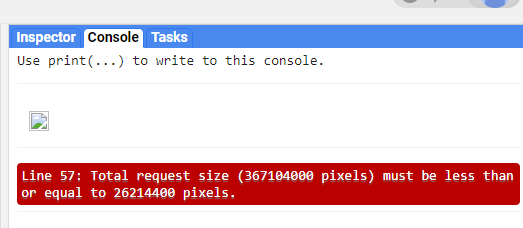 Inspector Console Tasks
Use print(...) to write to this console.
Line 57: Total request size (367104000 pixels) must be less than
or equal to 26214400 pixels.